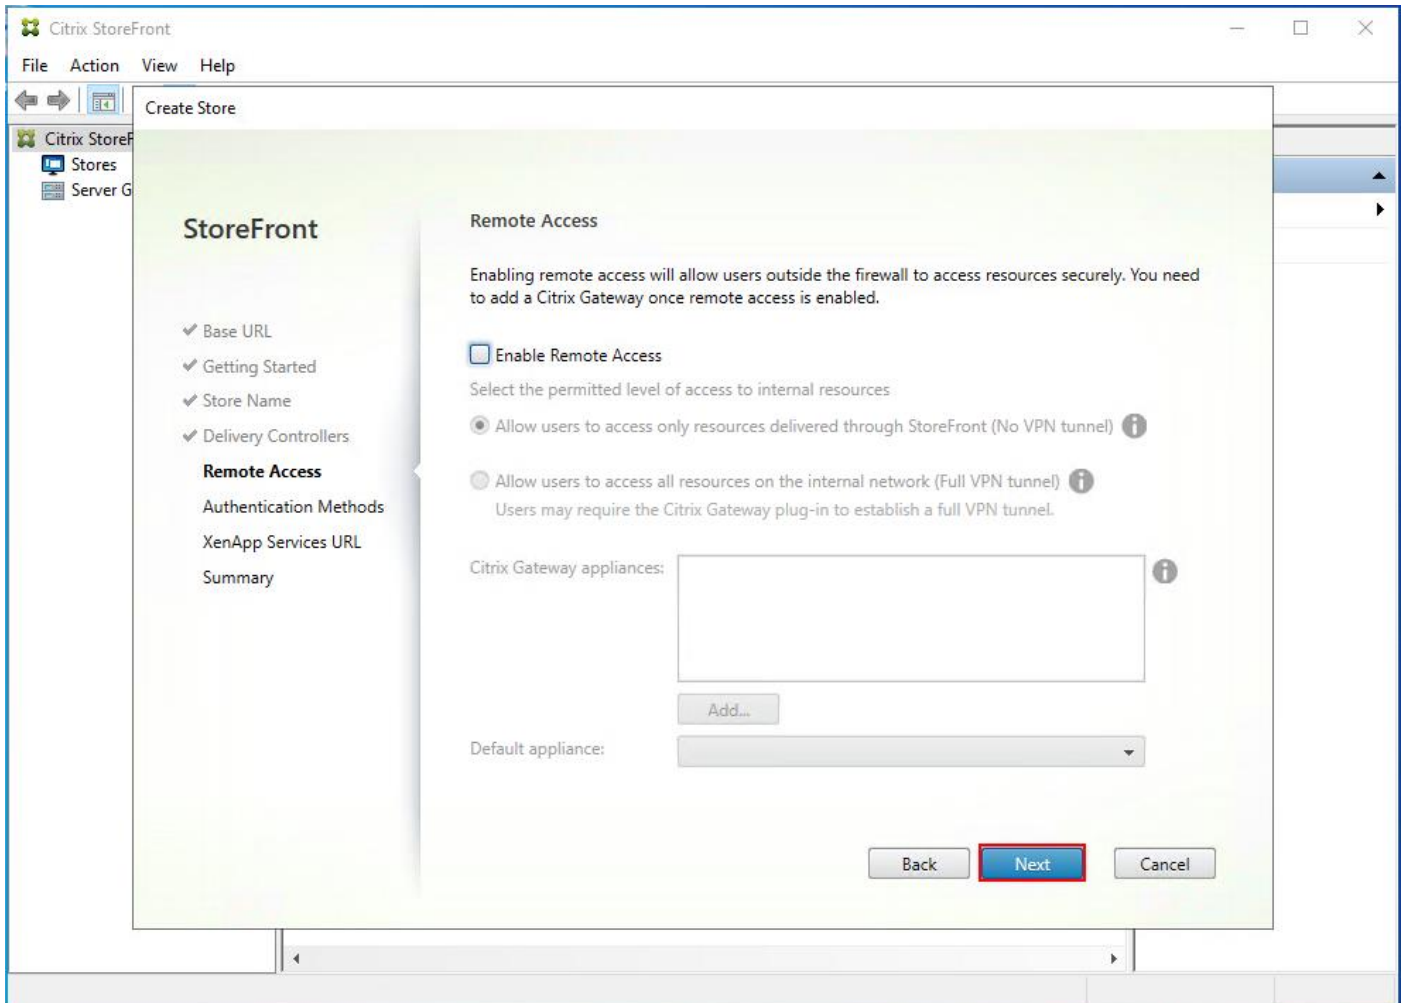 Citrix StoreFront
File Action View Help
Create Store
Citrix StoreF
Stores
Server G
StoreFront
Base URL
Getting Started
Store Name
Delivery Controllers
Remote Access
Authentication Methods
XenApp Services URL
Summary
Remote Access
Enabling remote access will allow users outside the firewall to access resources securely. You need
to add a Citrix Gateway once remote access is enabled.
Enable Remote Access
Select the permitted level of access to internal resources
Allow users to access only resources delivered through StoreFront (No VPN tunnel)
Allow users to access all resources on the internal network (Full VPN tunnel)
Users may require the Citrix Gateway plug-in to establish a full VPN tunnel.
Citrix Gateway appliances:
Add...
Default appliance:
Back Next Cancel